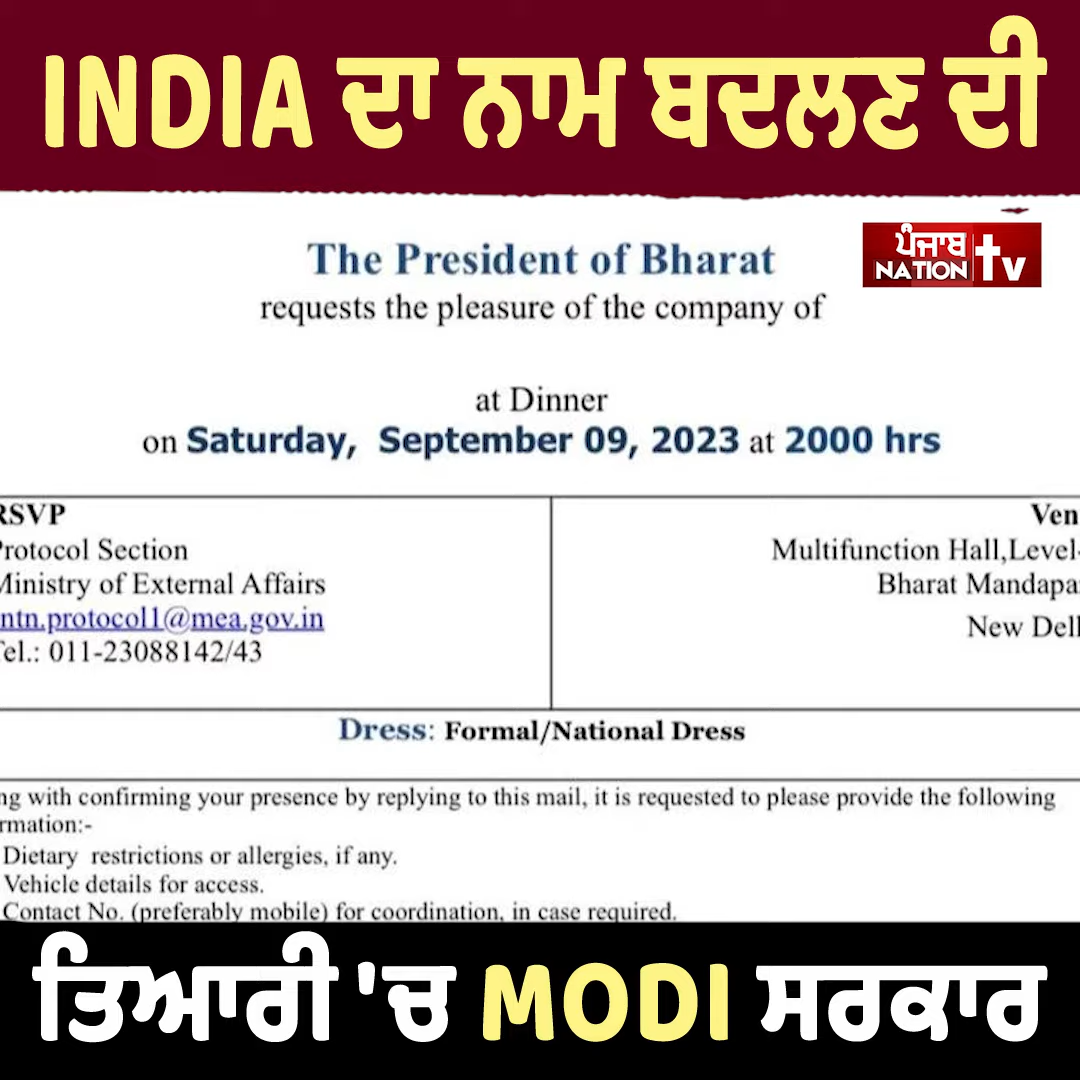 INDIA ਦਾ ਨਾਮ ਬਦਲਣ ਦੀ
ਪੰਜਾਬ
NATION tv
The President of Bharat
requests the pleasure of the company of
at Dinner
on Saturday, September 09, 2023 at 2000 hrs
RSVP
Protocol Section
Ministry of External Affairs
ntn.protocol1@mea.gov.in
Tel.: 011-23088142/43
Ven
Multifunction Hall,Level-
Bharat Mandapa
New Delh
Dress: Formal/National Dress
ng with confirming your presence by replying to this mail, it is requested to please provide the following
rmation:-
Dietary restrictions or allergies, if any.
Vehicle details for access.
Contact No. (preferably mobile) for coordination, in case required.
ਤਿਆਰੀ 'ਚ MODI ਸਰਕਾਰ